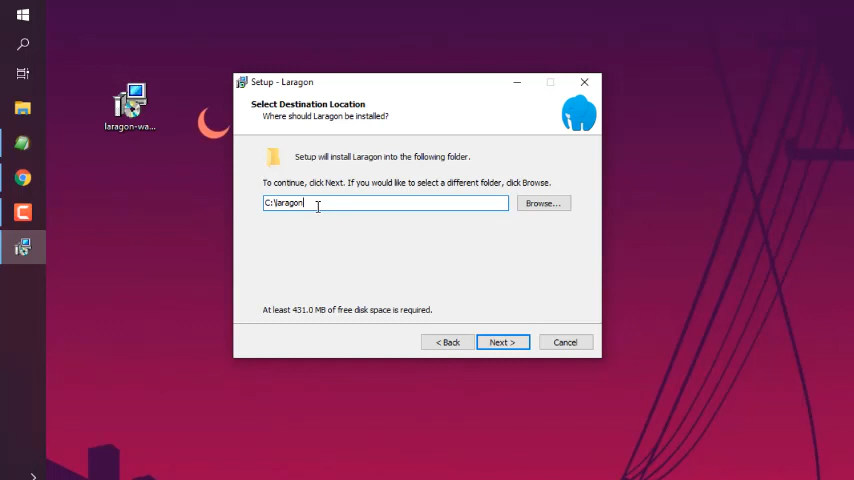 laragon-wa...
Setup - Laragon
Select Destination Location
Where should Laragon be installed?
Setup will install Laragon into the following folder.
To continue, click Next. If you would like to select a different folder, click Browse.
C:\laragon
Browse...
At least 431.0 MB of free disk space is required.
< Back
Next >
Cancel